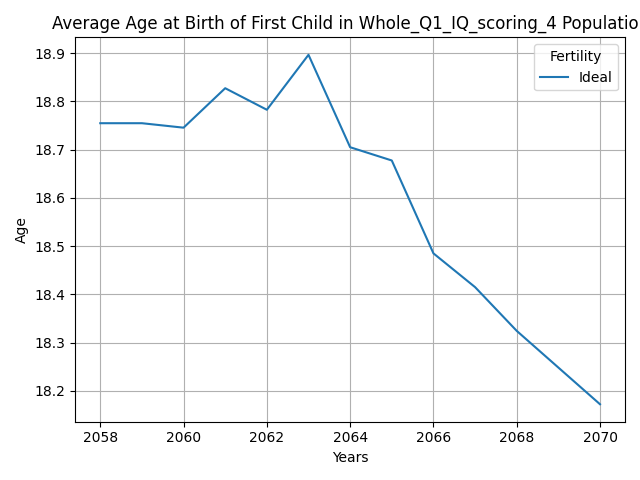 Average Age at Birth of First Child in Whole_Q1_IQ_scoring_4 Populatio
Fertility
Ideal
18.9
18.8
18.7
18.6
18.5
18.4
18.3
18.2
Age
2058 2060 2062 2064 2066 2068 2070
Years